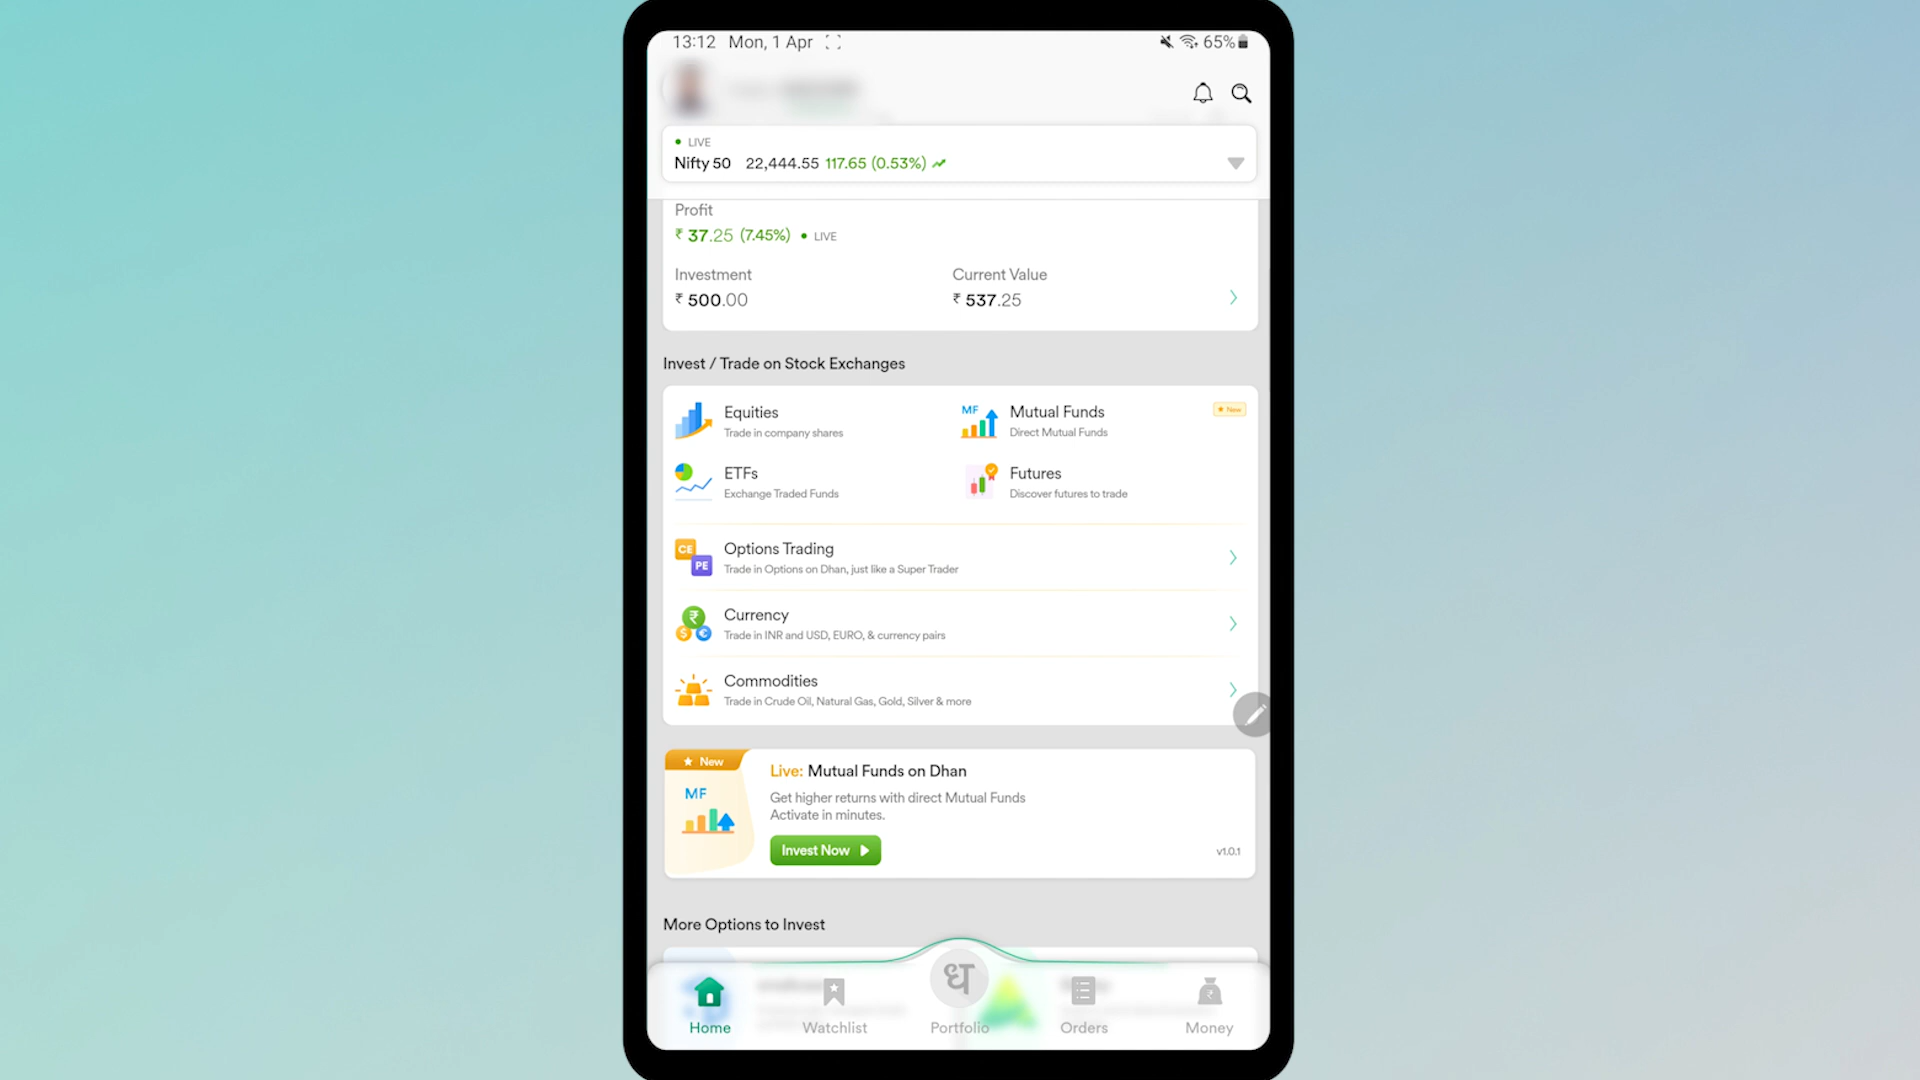 13:12 Mon, 1 Apr 65%
LIVE
Nifty 50 22,444.55 117.65 (0.53%)
Profit
₹ 37.25 (7.45%) • LIVE
Investment Current Value
₹ 500.00 ₹ 537.25
Invest / Trade on Stock Exchanges
Equities
Trade in company shares
MF Mutual Funds
Direct Mutual Funds
★ New
ETFs
Exchange Traded Funds
Futures
Discover futures to trade
CE PE
Options Trading
Trade in Options on Dhan, just like a Super Trader
₹ $ €
Currency
Trade in INR and USD, EURO, & currency pairs
Commodities
Trade in Crude Oil, Natural Gas, Gold, Silver & more
★ New
MF
Live: Mutual Funds on Dhan
Get higher returns with direct Mutual Funds
Activate in minutes.
Invest Now
v1.0.1
More Options to Invest
ध
Home Watchlist Portfolio Orders Money